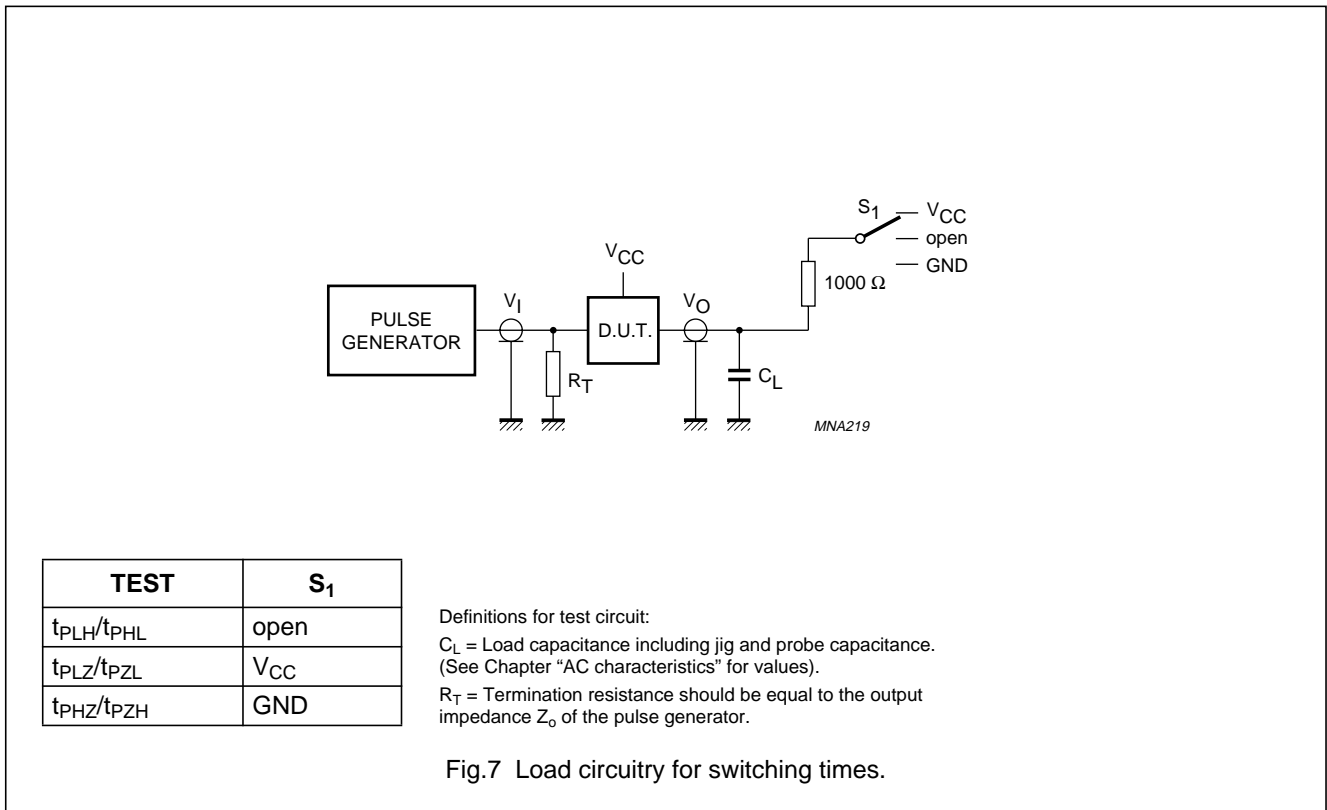 S1
VCC
open
GND
1000 Ω
VCC
VI
VO
PULSE
GENERATOR
D.U.T.
RT
CL
MNA219
TEST S1
tPLH/tPHL open
tPLZ/tPZL VCC
tPHZ/tPZH GND
Definitions for test circuit:
CL = Load capacitance including jig and probe capacitance.
(See Chapter “AC characteristics” for values).
RT = Termination resistance should be equal to the output
impedance Zo of the pulse generator.
Fig.7 Load circuitry for switching times.